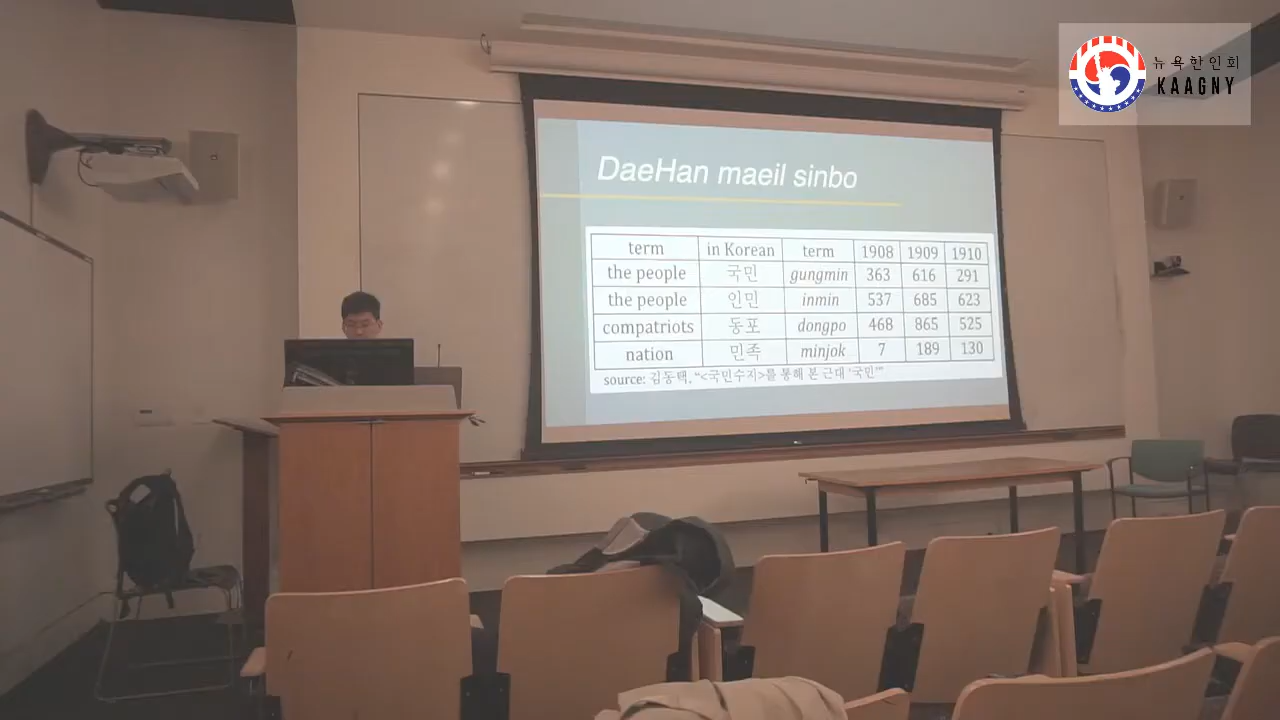 뉴욕한인회
KAAGNY
DaeHan maeil sinbo
term in Korean term 1908 1909 1910
the people 국민 gungmin 363 616 291
the people 인민 inmin 537 685 623
compatriots 동포 dongpo 468 865 525
nation 민족 minjok 7 189 130
source: 김동택, “<국민수지>를 통해 본 근대 ‘국민’”